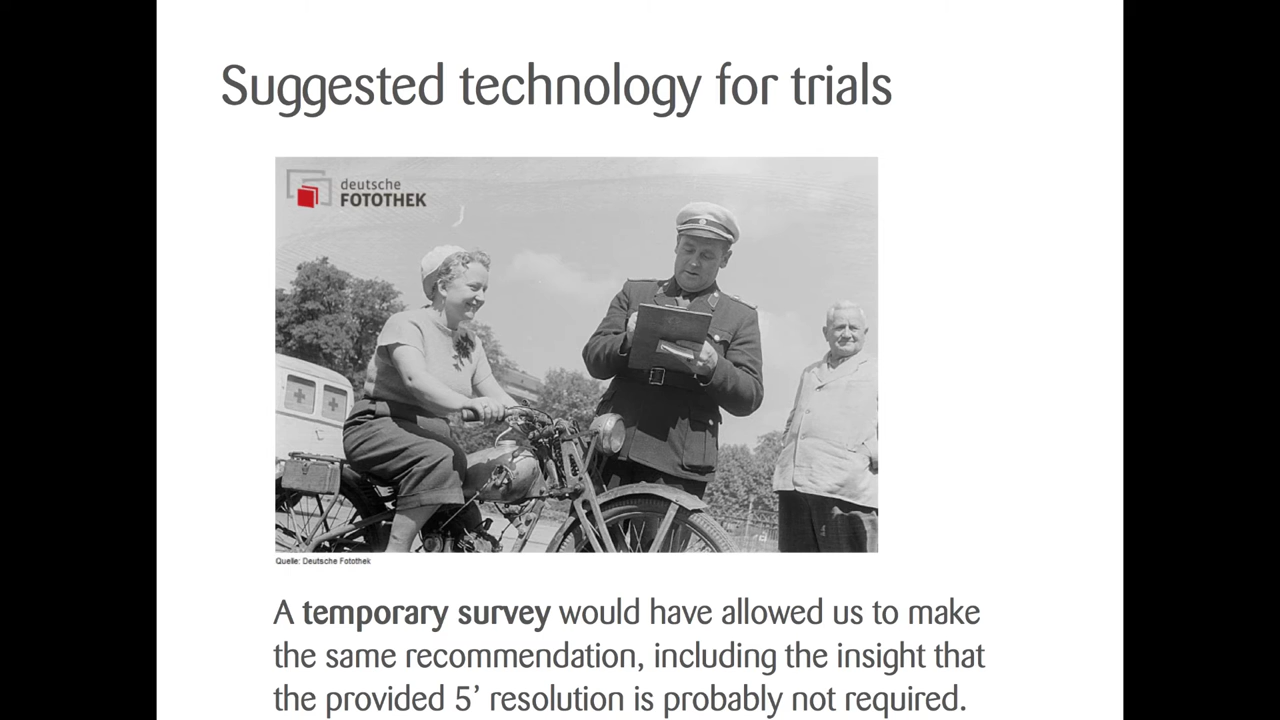 Suggested technology for trials
deutsche
FOTOTHEK
Quelle: Deutsche Fotothek
A temporary survey would have allowed us to make
the same recommendation, including the insight that
the provided 5’ resolution is probably not required.